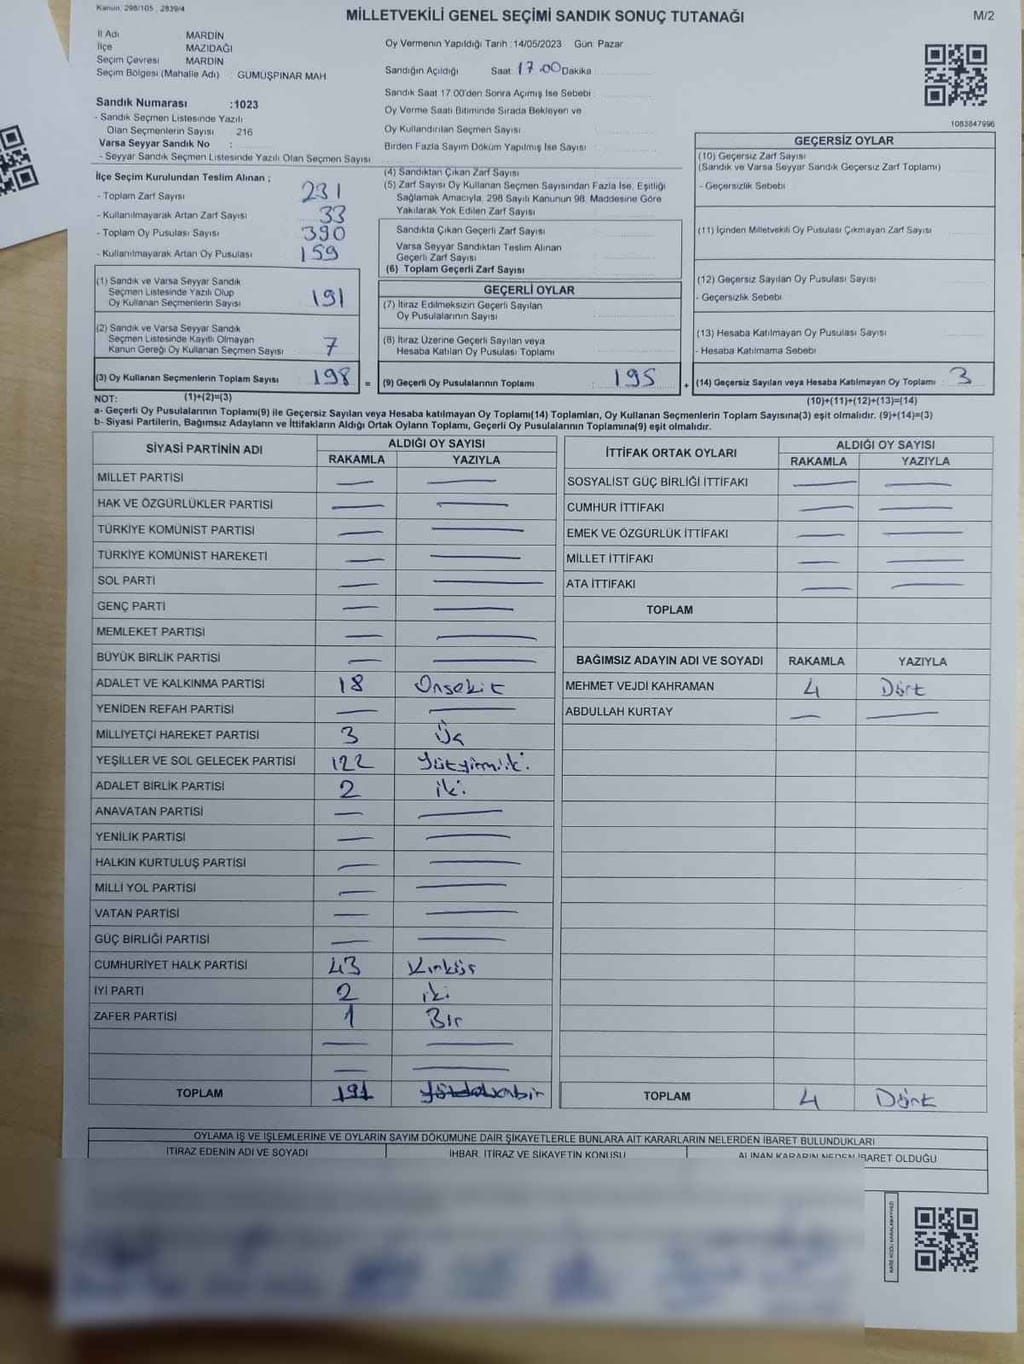 Kanun: 298/105 ; 2839/4
MİLLETVEKİLİ GENEL SEÇİMİ SANDIK SONUÇ TUTANAĞI
M/2
İl Adı MARDİN
İlçe MAZIDAĞI
Seçim Çevresi MARDİN
Seçim Bölgesi (Mahalle Adı) : GÜMÜŞPINAR MAH
Sandık Numarası :1023
- Sandık Seçmen Listesinde Yazılı
Olan Seçmenlerin Sayısı 216
Varsa Seyyar Sandık No :
- Seyyar Sandık Seçmen Listesinde Yazılı Olan Seçmen Sayısı
Oy Vermenin Yapıldığı Tarih :14/05/2023 Gün: Pazar
Sandığın Açıldığı Saat 17.00 Dakika
Sandık Saat 17.00'den Sonra Açımış İse Sebebi
Oy Verme Saati Bitiminde Sırada Bekleyen ve
Oy Kullandırılan Seçmen Sayısı
Birden Fazla Sayım Döküm Yapılmış İse Sayısı
1083847996
İlçe Seçim Kurulundan Teslim Alınan ;
- Toplam Zarf Sayısı 231
- Kullanılmayarak Artan Zarf Sayısı 33
- Toplam Oy Pusulası Sayısı 390
- Kullanılmayarak Artan Oy Pusulası 159
(1) Sandık ve Varsa Seyyar Sandık
Seçmen Listesinde Yazılı Olup
Oy Kullanan Seçmenlerin Sayısı 191
(2) Sandık ve Varsa Seyyar Sandık
Seçmen Listesinde Kayıtlı Olmayan
Kanun Gereği Oy Kullanan Seçmen Sayısı 7
(3) Oy Kullanan Seçmenlerin Toplam Sayısı 198 =
(4) Sandıktan Çıkan Zarf Sayısı
(5) Zarf Sayısı Oy Kullanan Seçmen Sayısından Fazla İse, Eşitliği
Sağlamak Amacıyla, 298 Sayılı Kanunun 98. Maddesine Göre
Yakılarak Yok Edilen Zarf Sayısı
Sandıkta Çıkan Geçerli Zarf Sayısı
Varsa Seyyar Sandıktan Teslim Alınan
Geçerli Zarf Sayısı
(6) Toplam Geçerli Zarf Sayısı
GEÇERLİ OYLAR
(7) İtiraz Edilmeksizin Geçerli Sayılan
Oy Pusulalarının Sayısı
(8) İtiraz Üzerine Geçerli Sayılan veya
Hesaba Katılan Oy Pusulası Toplamı
(9) Geçerli Oy Pusulalarının Toplamı 195 +
GEÇERSİZ OYLAR
(10) Geçersiz Zarf Sayısı
(Sandık ve Varsa Seyyar Sandık Geçersiz Zarf Toplamı)
- Geçersizlik Sebebi
(11) İçinden Milletvekili Oy Pusulası Çıkmayan Zarf Sayısı
(12) Geçersiz Sayılan Oy Pusulası Sayısı
- Geçersizlik Sebebi
(13) Hesaba Katılmayan Oy Pusulası Sayısı
- Hesaba Katılmama Sebebi
(14) Geçersiz Sayılan veya Hesaba Katılmayan Oy Toplamı 3
NOT: (1)+(2)=(3) (10)+(11)+(12)+(13)=(14)
a- Geçerli Oy Pusulalarının Toplamı(9) ile Geçersiz Sayılan veya Hesaba katılmayan Oy Toplamı(14) Toplamları, Oy Kullanan Seçmenlerin Toplam Sayısına(3) eşit olmalıdır. (9)+(14)=(3)
b- Siyasi Partilerin, Bağımsız Adayların ve İttifakların Aldığı Ortak Oyların Toplamı, Geçerli Oy Pusulalarının Toplamına(9) eşit olmalıdır.
SİYASİ PARTİNİN ADI ALDIĞI OY SAYISI
RAKAMLA YAZIYLA
MİLLET PARTİSİ
HAK VE ÖZGÜRLÜKLER PARTİSİ
TÜRKİYE KOMÜNİST PARTİSİ
TÜRKİYE KOMÜNİST HAREKETİ
SOL PARTİ
GENÇ PARTİ
MEMLEKET PARTİSİ
BÜYÜK BİRLİK PARTİSİ
ADALET VE KALKINMA PARTİSİ 18 Onsekiz
YENİDEN REFAH PARTİSİ
MİLLİYETÇİ HAREKET PARTİSİ 3 Üç
YEŞİLLER VE SOL GELECEK PARTİSİ 122 Yüzyirmiiki
ADALET BİRLİK PARTİSİ 2 iki
ANAVATAN PARTİSİ
YENİLİK PARTİSİ
HALKIN KURTULUŞ PARTİSİ
MİLLİ YOL PARTİSİ
VATAN PARTİSİ
GÜÇ BİRLİĞİ PARTİSİ
CUMHURİYET HALK PARTİSİ 43 Kırküç
İYİ PARTİ 2 iki
ZAFER PARTİSİ 1 Bir
TOPLAM 191 Yüzdoksanbir
İTTİFAK ORTAK OYLARI ALDIĞI OY SAYISI
RAKAMLA YAZIYLA
SOSYALİST GÜÇ BİRLİĞİ İTTİFAKI
CUMHUR İTTİFAKI
EMEK VE ÖZGÜRLÜK İTTİFAKI
MİLLET İTTİFAKI
ATA İTTİFAKI
TOPLAM
BAĞIMSIZ ADAYIN ADI VE SOYADI RAKAMLA YAZIYLA
MEHMET VEJDİ KAHRAMAN 4 Dört
ABDULLAH KURTAY
TOPLAM 4 Dört
OYLAMA İŞ VE İŞLEMLERİNE VE OYLARIN SAYIM DÖKÜMÜNE DAİR ŞİKAYETLERLE BUNLARA AİT KARARLARIN NELERDEN İBARET BULUNDUKLARI
İTİRAZ EDENİN ADI VE SOYADI İHBAR, İTİRAZ VE ŞİKAYETİN KONUSU ALINAN KARARIN NEDEN İBARET OLDUĞU
KARE KODU KARALAMAYINIZ!